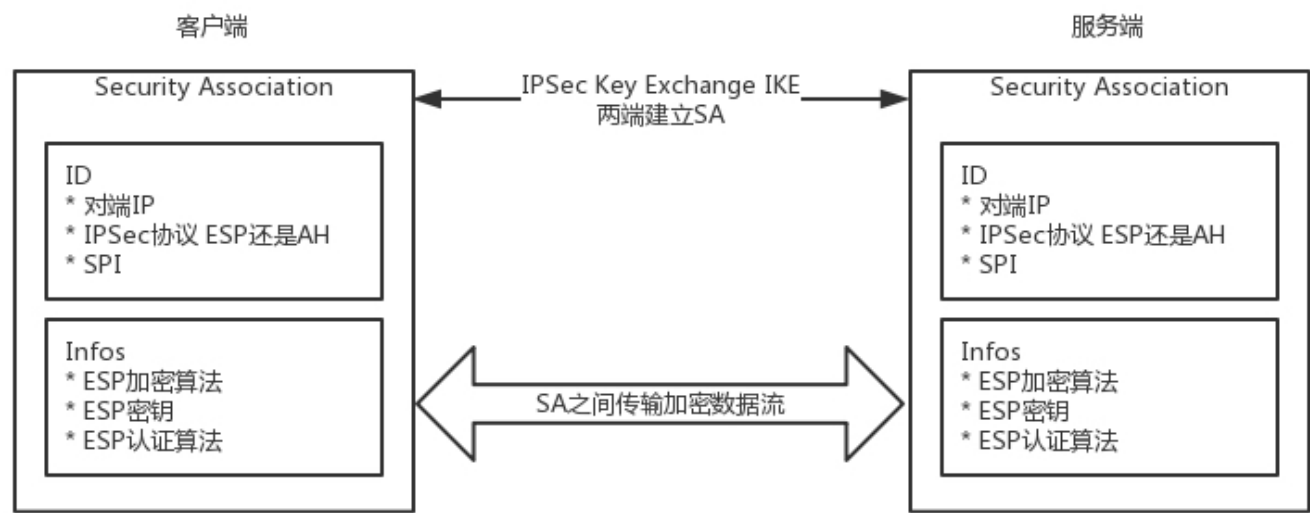 客户端
服务端
Security Association
IPSec Key Exchange IKE
两端建立SA
Security Association
ID
* 对端IP
* IPSec协议 ESP还是AH
* SPI
ID
* 对端IP
* IPSec协议 ESP还是AH
* SPI
Infos
* ESP加密算法
* ESP密钥
* ESP认证算法
SA之间传输加密数据流
Infos
* ESP加密算法
* ESP密钥
* ESP认证算法